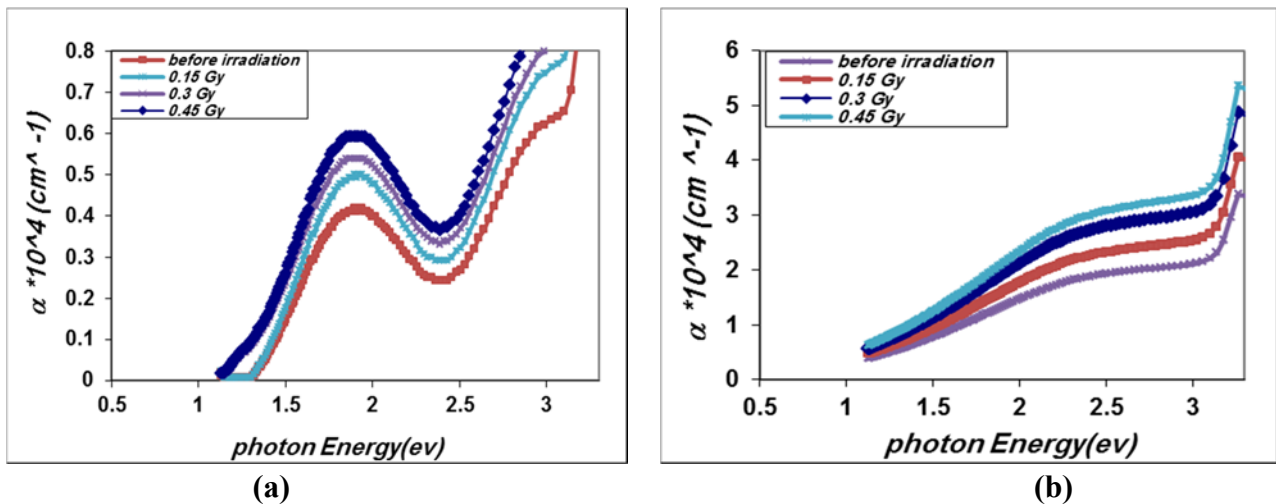 0.8
0.7
0.6
0.5
0.4
0.3
0.2
0.1
0
α *10^4 (cm^ -1)
before irradiation
0.15 Gy
0.3 Gy
0.45 Gy
0.5 1 1.5 2 2.5 3
photon Energy(ev)
(a)
6
5
4
3
2
1
0
α *10^4 (cm ^-1)
before irradiation
0.15 Gy
0.3 Gy
0.45 Gy
0.5 1 1.5 2 2.5 3
photon Energy(ev)
(b)